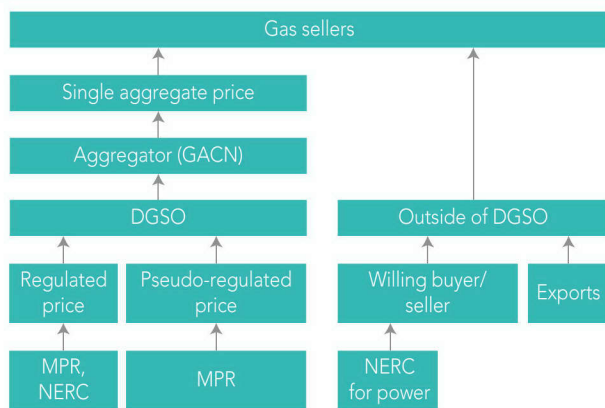 Gas sellers
Single aggregate price
Aggregator (GACN)
DGSO
Outside of DGSO
Regulated
price
Pseudo-regulated
price
Willing buyer/
seller
Exports
MPR,
NERC
MPR
NERC
for power